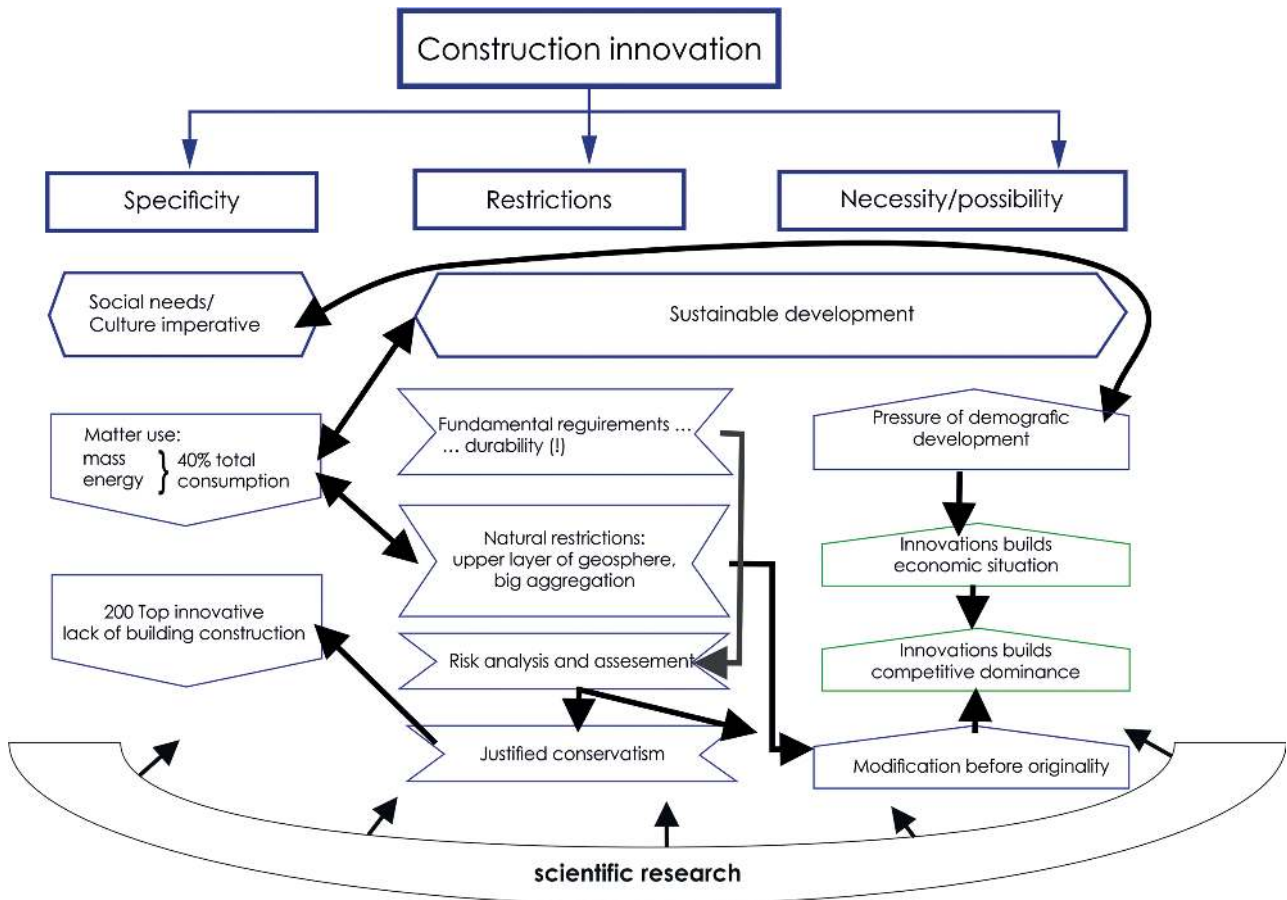 Construction innovation
Specificity
Restrictions
Necessity/possibility
Social needs/
Culture imperative
Sustainable development
Matter use:
mass
energy
} 40% total
consumption
Fundamental reguirements ...
... durability (!)
Pressure of demografic
development
Natural restrictions:
upper layer of geosphere,
big aggregation
Innovations builds
economic situation
200 Top innovative
lack of building construction
Risk analysis and assesement
Innovations builds
competitive dominance
Justified conservatism
Modification before originality
scientific research